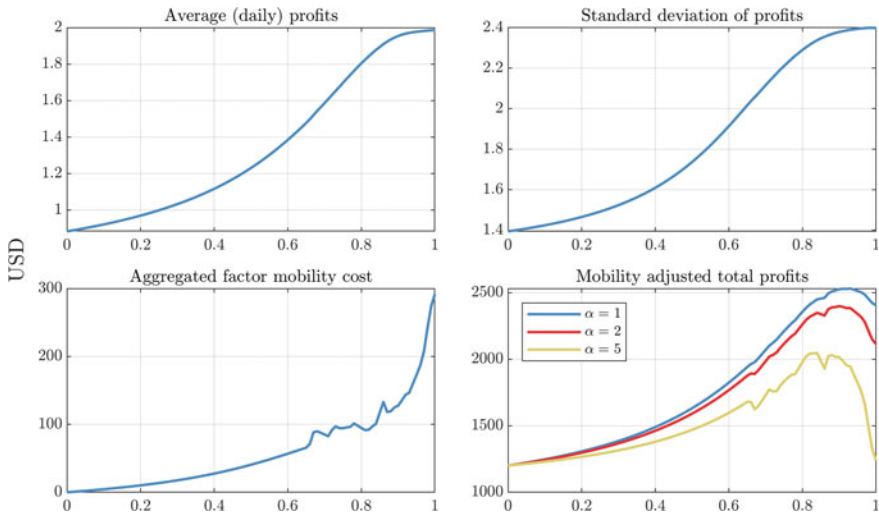 Average (daily) profits
2
1.8
1.6
1.4
1.2
1
0 0.2 0.4 0.6 0.8 1
Standard deviation of profits
2.4
2.2
2
1.8
1.6
1.4
0 0.2 0.4 0.6 0.8 1
USD
Aggregated factor mobility cost
300
200
100
0
0 0.2 0.4 0.6 0.8 1
Mobility adjusted total profits
2500
2000
1500
1000
α = 1
α = 2
α = 5
0 0.2 0.4 0.6 0.8 1